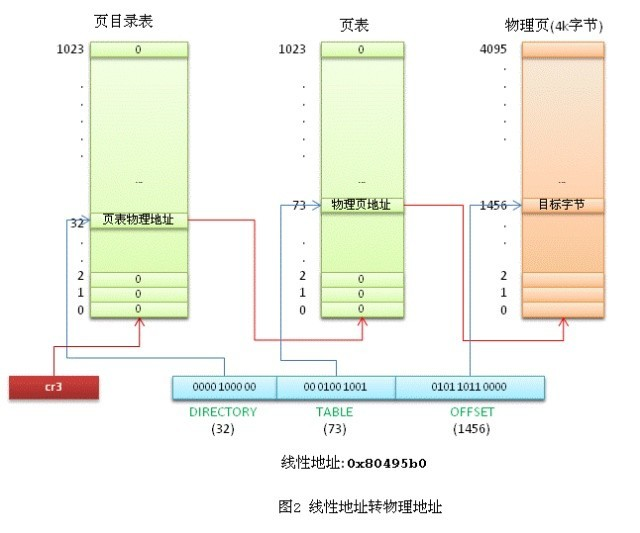 页目录表 页表 物理页(4k字节)
1023 0 1023 0 4095
... ... ...
73 物理页地址 1456 目标字节
32 页表物理地址
2 0 2 0 2
1 0 1 0 1
0 0 0 0 0
cr3 0000 1000 00 00 0100 1001 0101 1011 0000
DIRECTORY TABLE OFFSET
(32) (73) (1456)
线性地址:0x80495b0
图2 线性地址转物理地址